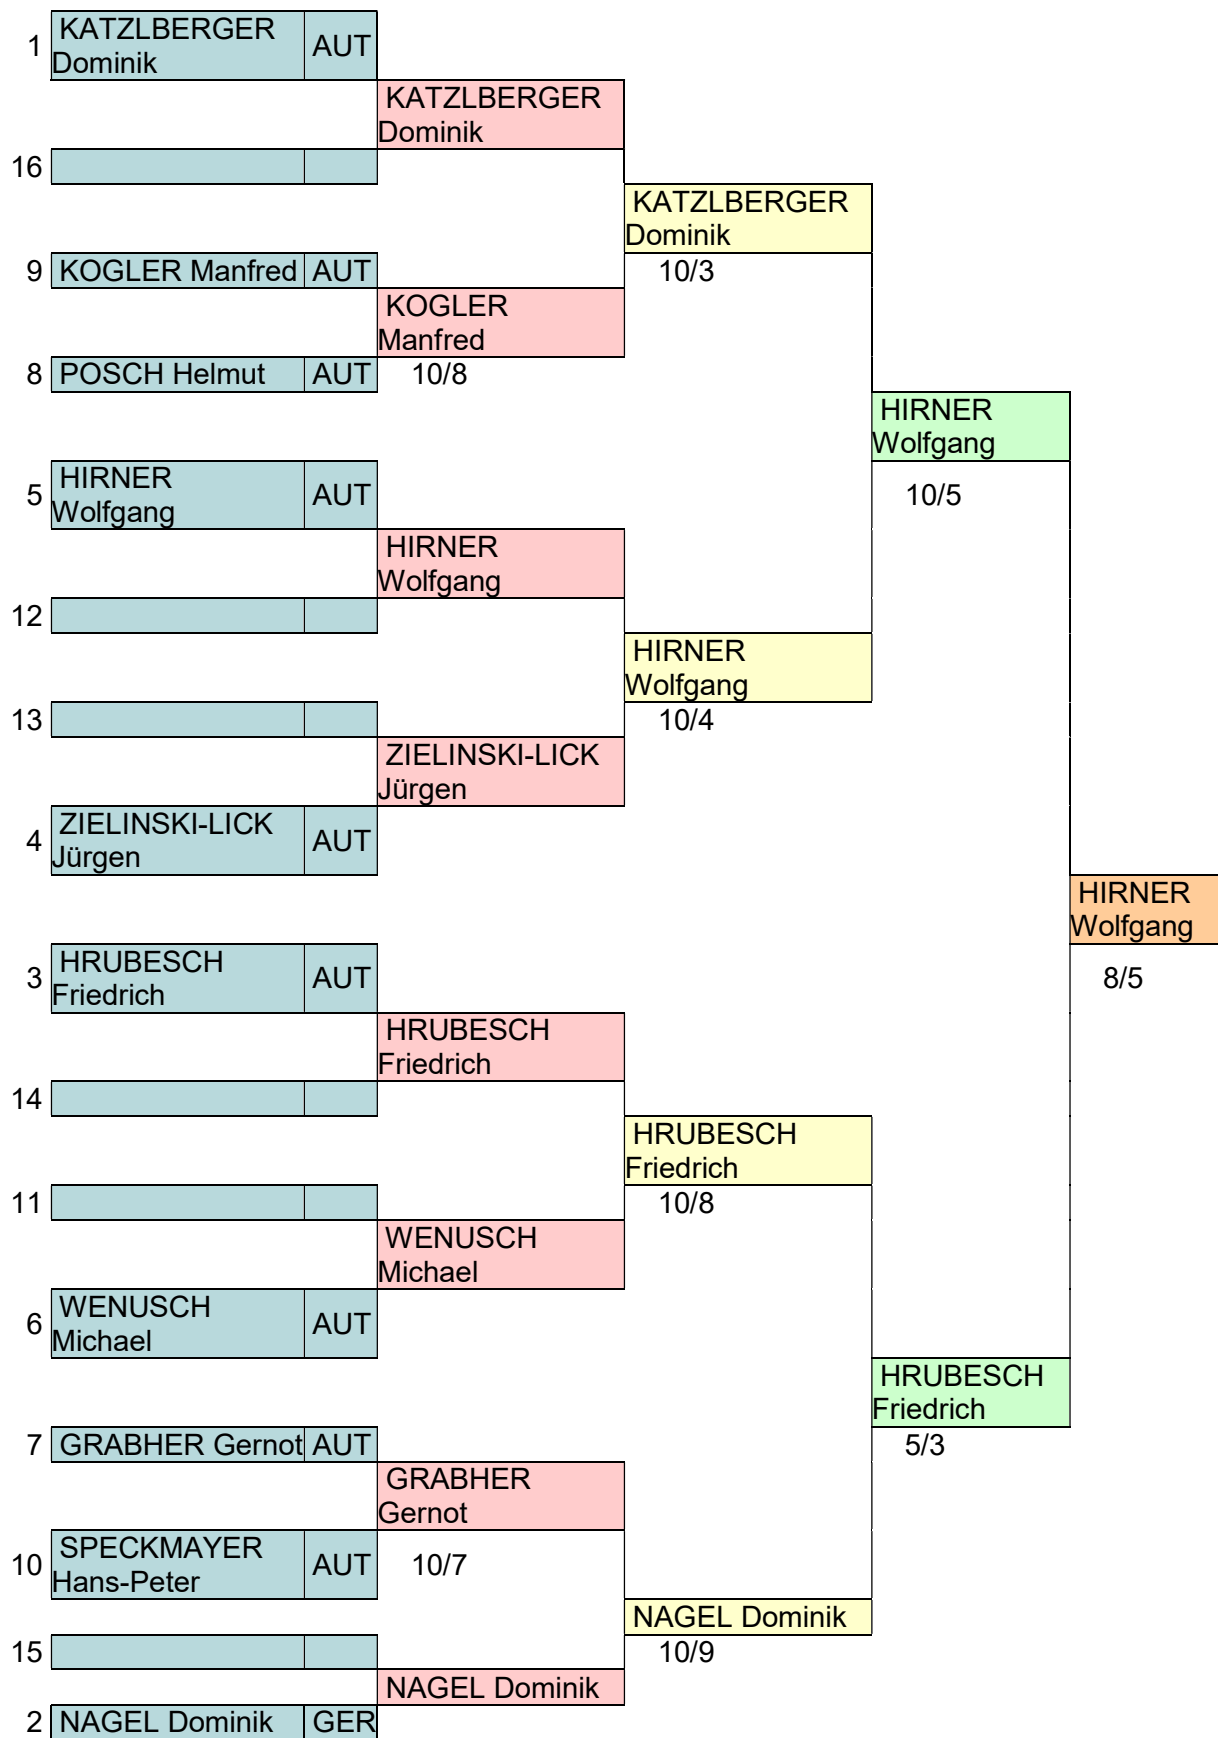 1 KATZLBERGER Dominik AUT
KATZLBERGER
Dominik
16
KATZLBERGER
Dominik
9 KOGLER Manfred AUT
10/3
KOGLER
Manfred
8 POSCH Helmut AUT
10/8
HIRNER
Wolfgang
5 HIRNER Wolfgang AUT
10/5
HIRNER
Wolfgang
12
HIRNER
Wolfgang
13
10/4
ZIELINSKI-LICK
Jürgen
4 ZIELINSKI-LICK Jürgen AUT
HIRNER
Wolfgang
3 HRUBESCH Friedrich AUT
8/5
HRUBESCH
Friedrich
14
HRUBESCH
Friedrich
11
10/8
WENUSCH
Michael
6 WENUSCH Michael AUT
HRUBESCH
Friedrich
7 GRABHER Gernot AUT
5/3
GRABHER
Gernot
10 SPECKMAYER Hans-Peter AUT
10/7
NAGEL Dominik
15
10/9
NAGEL Dominik
2 NAGEL Dominik GER